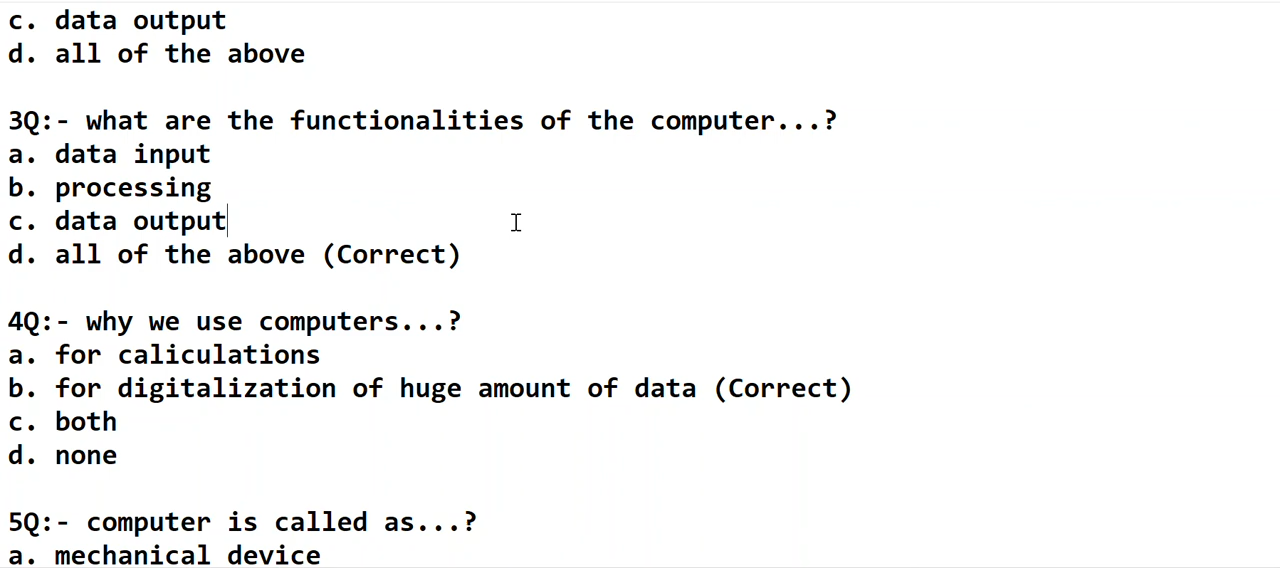 c. data output
d. all of the above
3Q:- what are the functionalities of the computer...?
a. data input
b. processing
c. data output
d. all of the above (Correct)
4Q:- why we use computers...?
a. for caliculations
b. for digitalization of huge amount of data (Correct)
c. both
d. none
5Q:- computer is called as...?
a. mechanical device